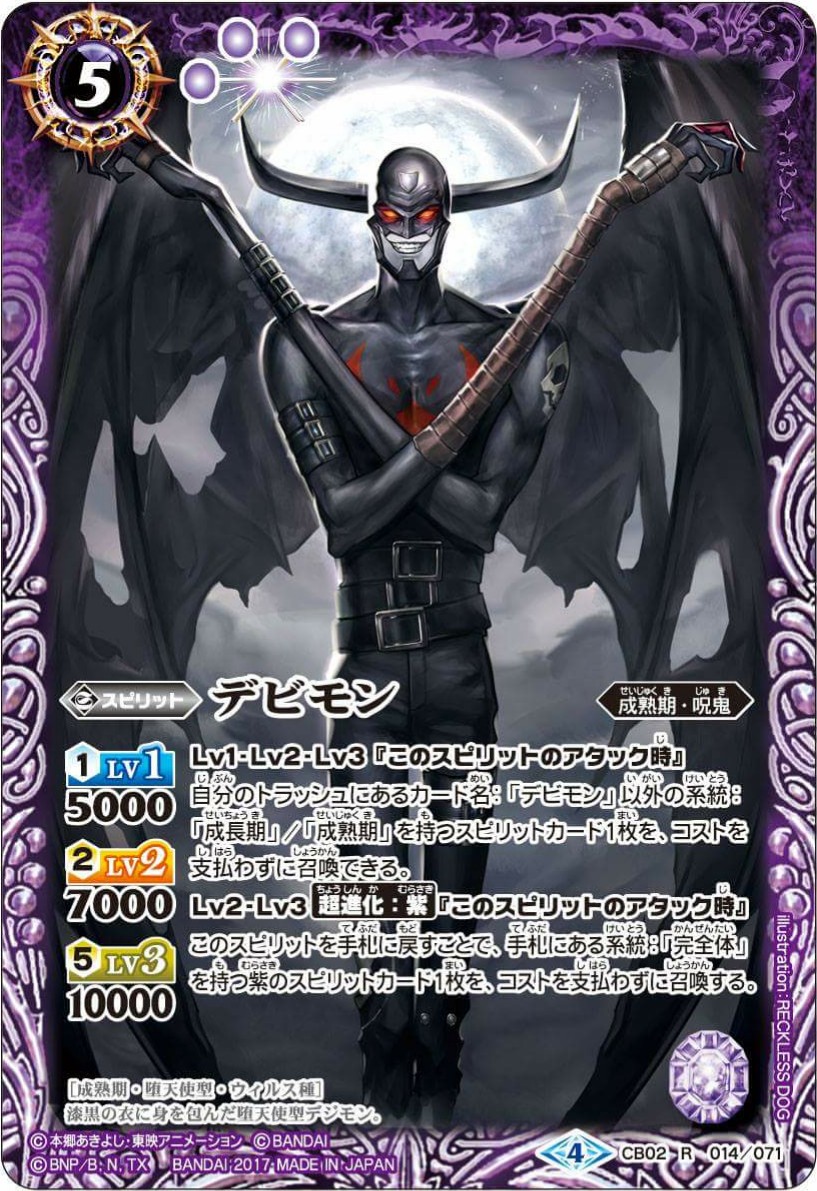 5
スピリット
デビモン
せいじゅく き じゅ き
成熟期・呪鬼
1 LV1
5000
2 LV2
7000
5 LV3
10000
Lv1・Lv2・Lv3『このスピリットのアタック時』
自分のトラッシュにあるカード名：「デビモン」以外の系統：
「成長期」／「成熟期」を持つスピリットカード1枚を、コストを
支払わずに召喚できる。
Lv2・Lv3 超進化：紫『このスピリットのアタック時』
このスピリットを手札に戻すことで、手札にある系統：「完全体」
を持つ紫のスピリットカード1枚を、コストを支払わずに召喚する。
[成熟期・堕天使型・ウィルス種]
漆黒の衣に身を包んだ堕天使型デジモン。
illustration：RECKLESS DOG
©本郷あきよし・東映アニメーション ©BANDAI
©BNP/B, N, TX BANDAI 2017 MADE IN JAPAN
4 CB02 R 014/071